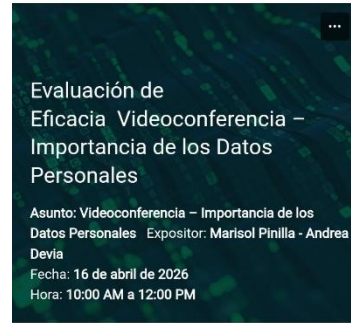 Evaluación de
Eficacia Videoconferencia –
Importancia de los Datos
Personales
Asunto: Videoconferencia – Importancia de los
Datos Personales Expositor: Marisol Pinilla - Andrea
Devia
Fecha: 16 de abril de 2026
Hora: 10:00 AM a 12:00 PM